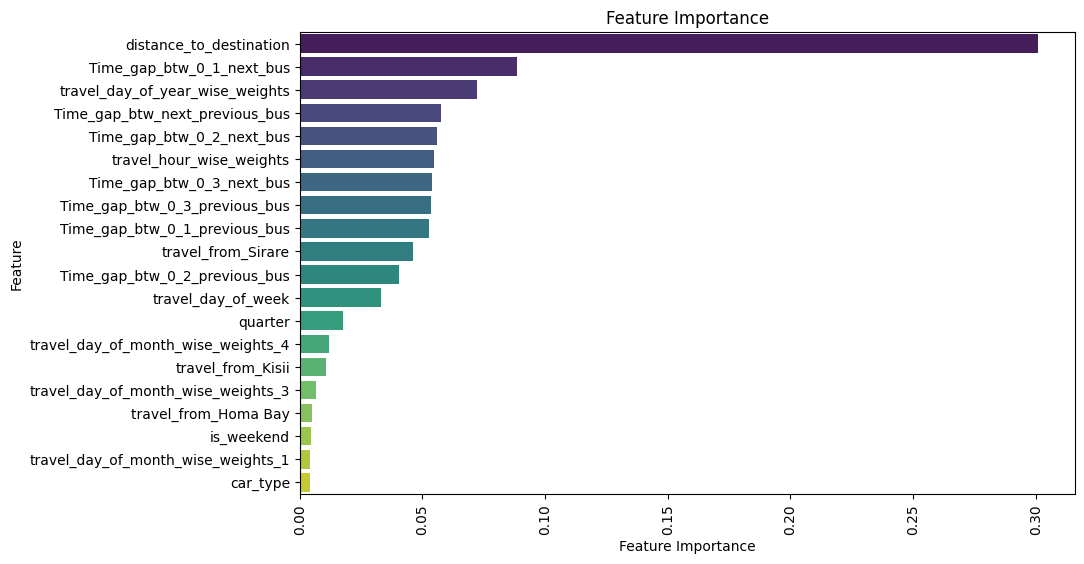 Feature Importance
distance_to_destination
Time_gap_btw_0_1_next_bus
travel_day_of_year_wise_weights
Time_gap_btw_next_previous_bus
Time_gap_btw_0_2_next_bus
travel_hour_wise_weights
Time_gap_btw_0_3_next_bus
Time_gap_btw_0_3_previous_bus
Time_gap_btw_0_1_previous_bus
travel_from_Sirare
Time_gap_btw_0_2_previous_bus
travel_day_of_week
quarter
travel_day_of_month_wise_weights_4
travel_from_Kisii
travel_day_of_month_wise_weights_3
travel_from_Homa Bay
is_weekend
travel_day_of_month_wise_weights_1
car_type
Feature
0.00
0.05
0.10
0.15
0.20
0.25
0.30
Feature Importance